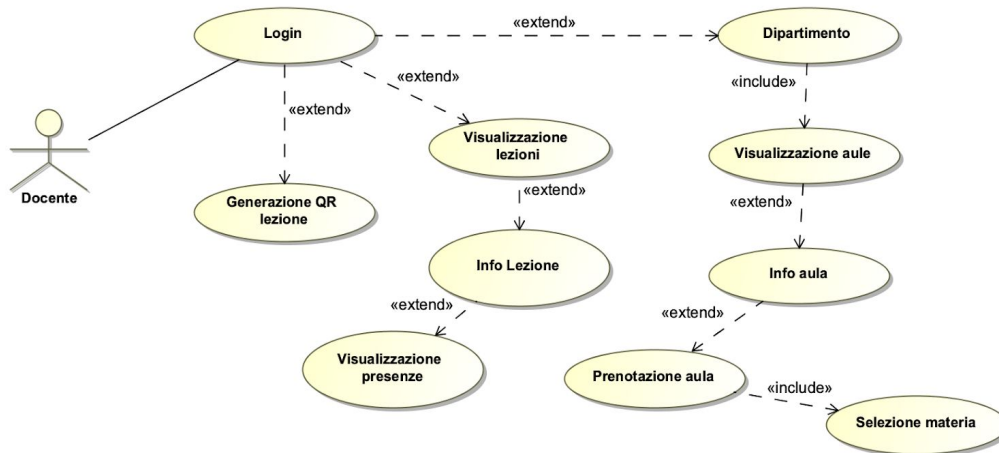 «extend»
Login
Dipartimento
«extend»
«include»
«extend»
Visualizzazione
lezioni
Visualizzazione aule
Docente
Generazione QR
lezione
«extend»
«extend»
Info Lezione
Info aula
«extend»
«extend»
Visualizzazione
presenze
Prenotazione aula
«include»
Selezione materia